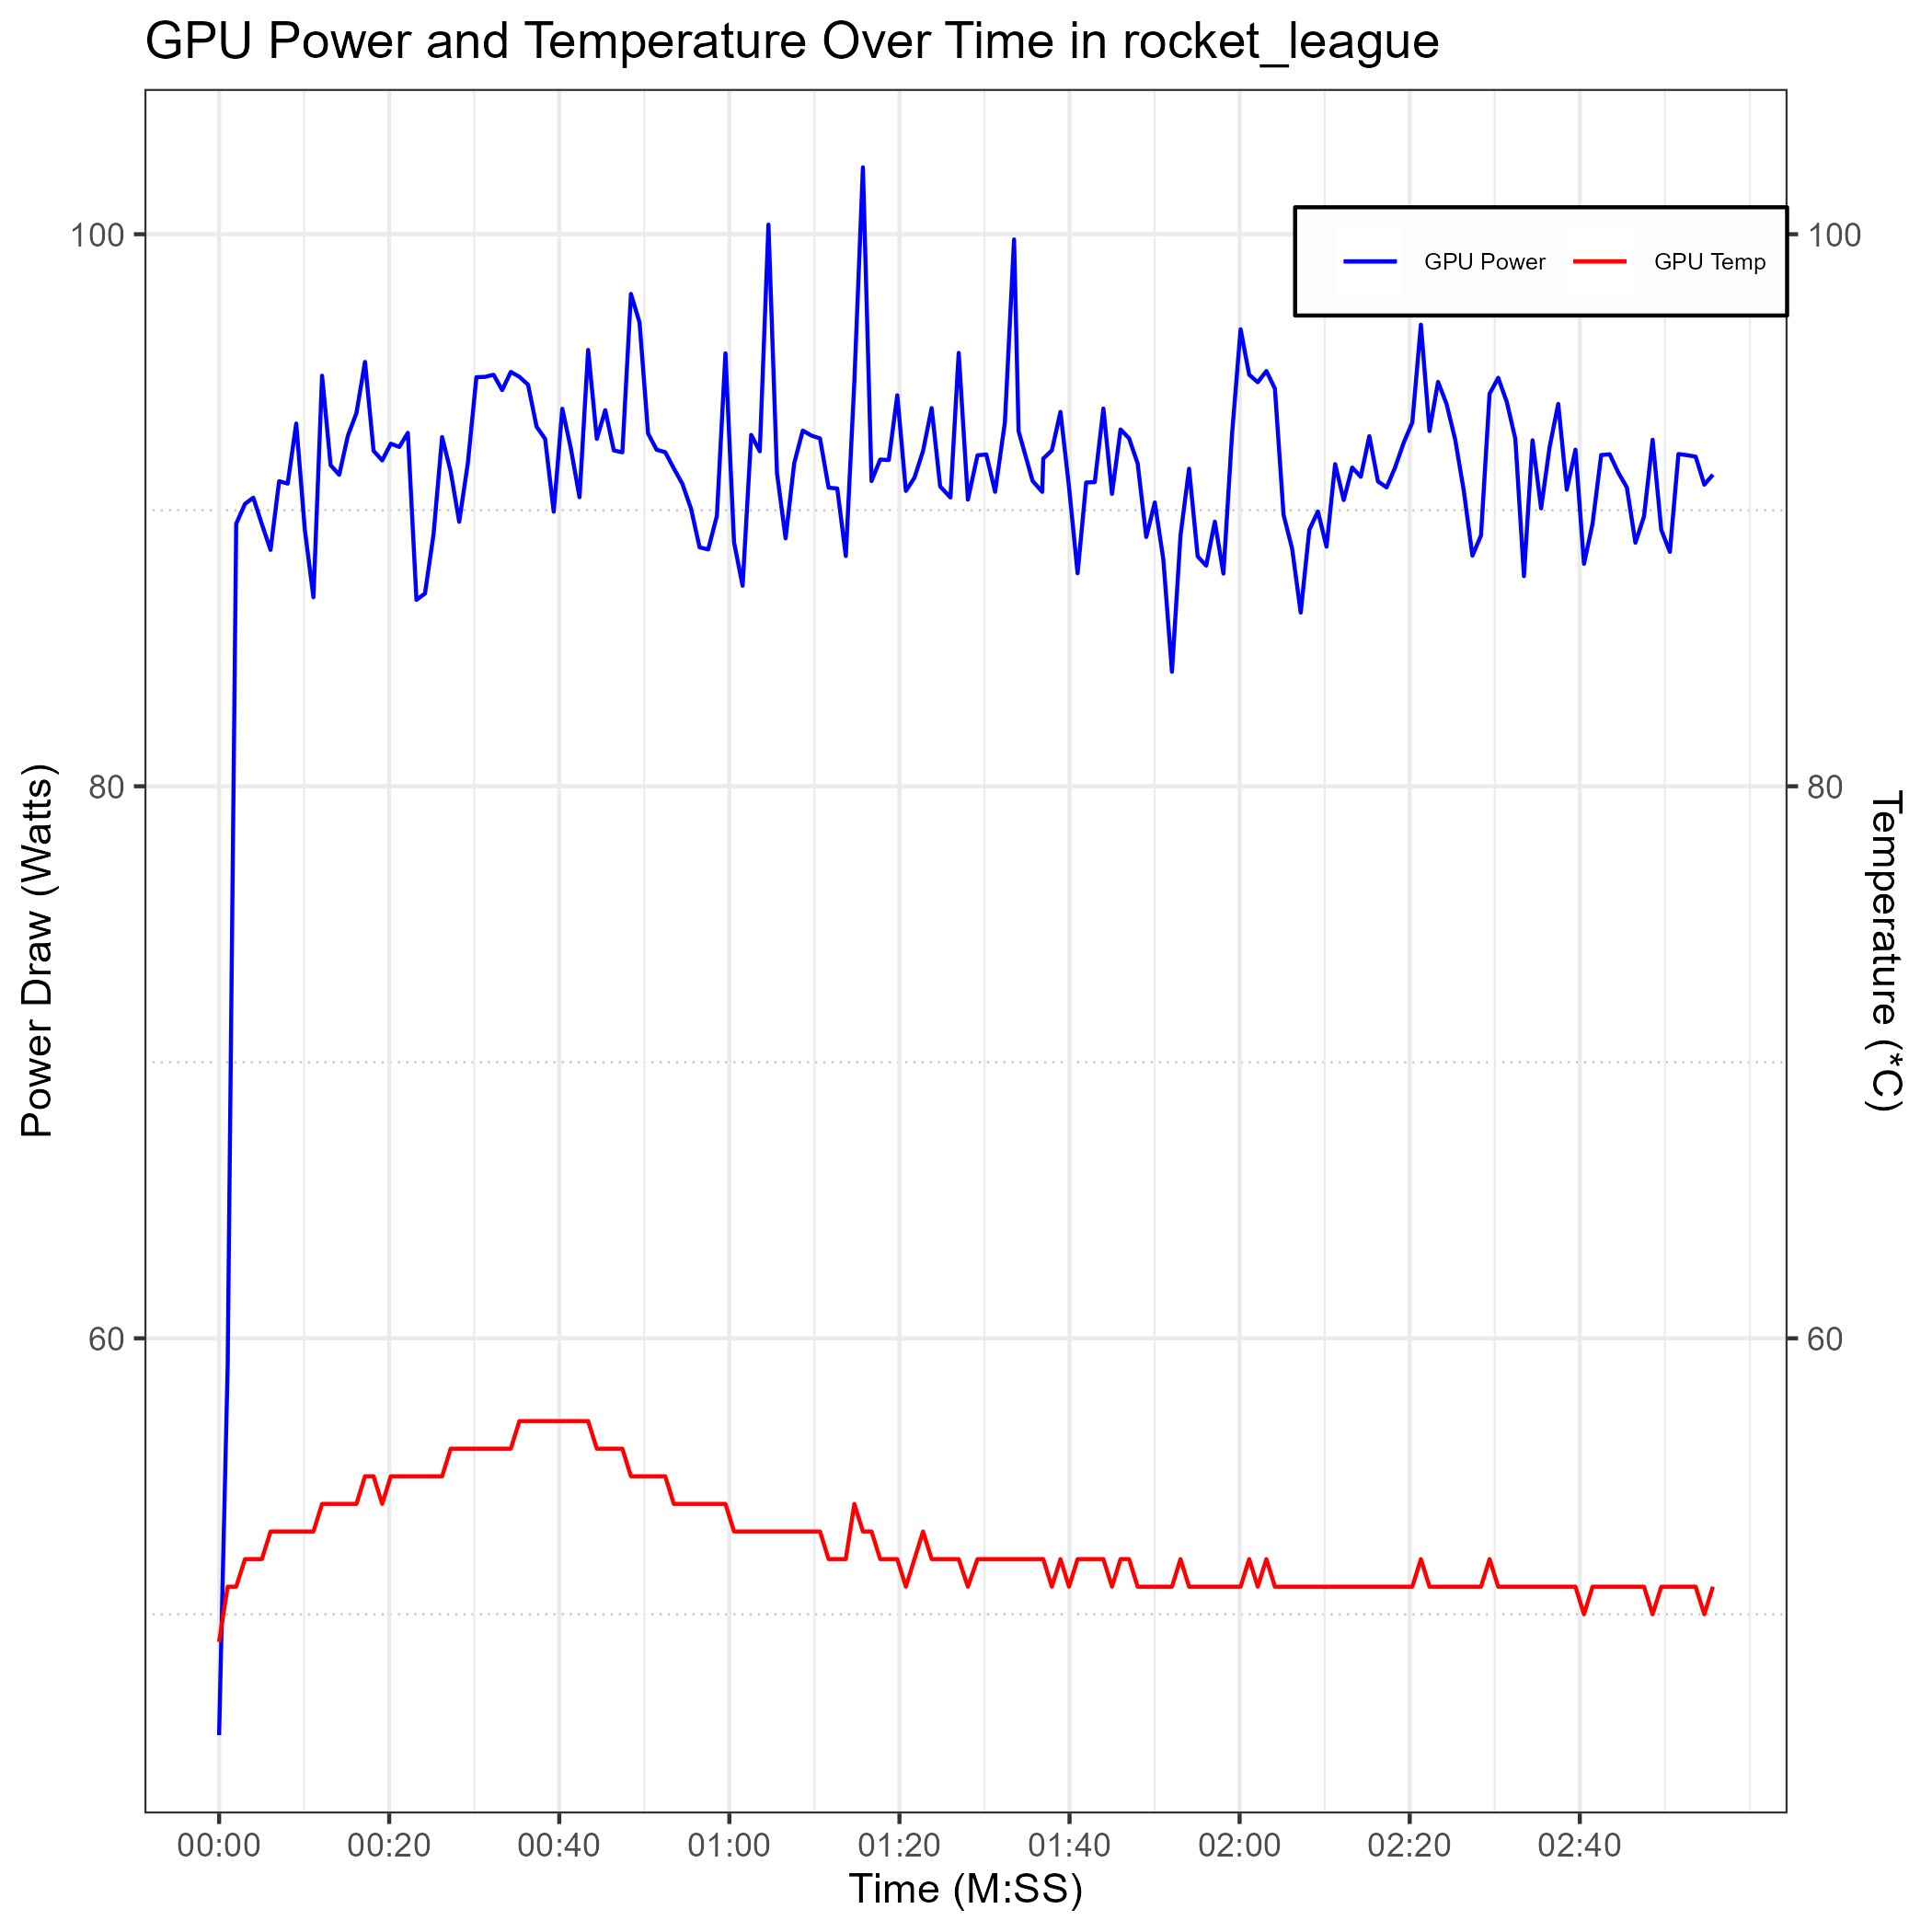 GPU Power and Temperature Over Time in rocket_league
100
80
60
Power Draw (Watts)
GPU Power
GPU Temp
100
80
60
Temperature (*C)
00:00
00:20
00:40
01:00
01:20
01:40
02:00
02:20
02:40
Time (M:SS)